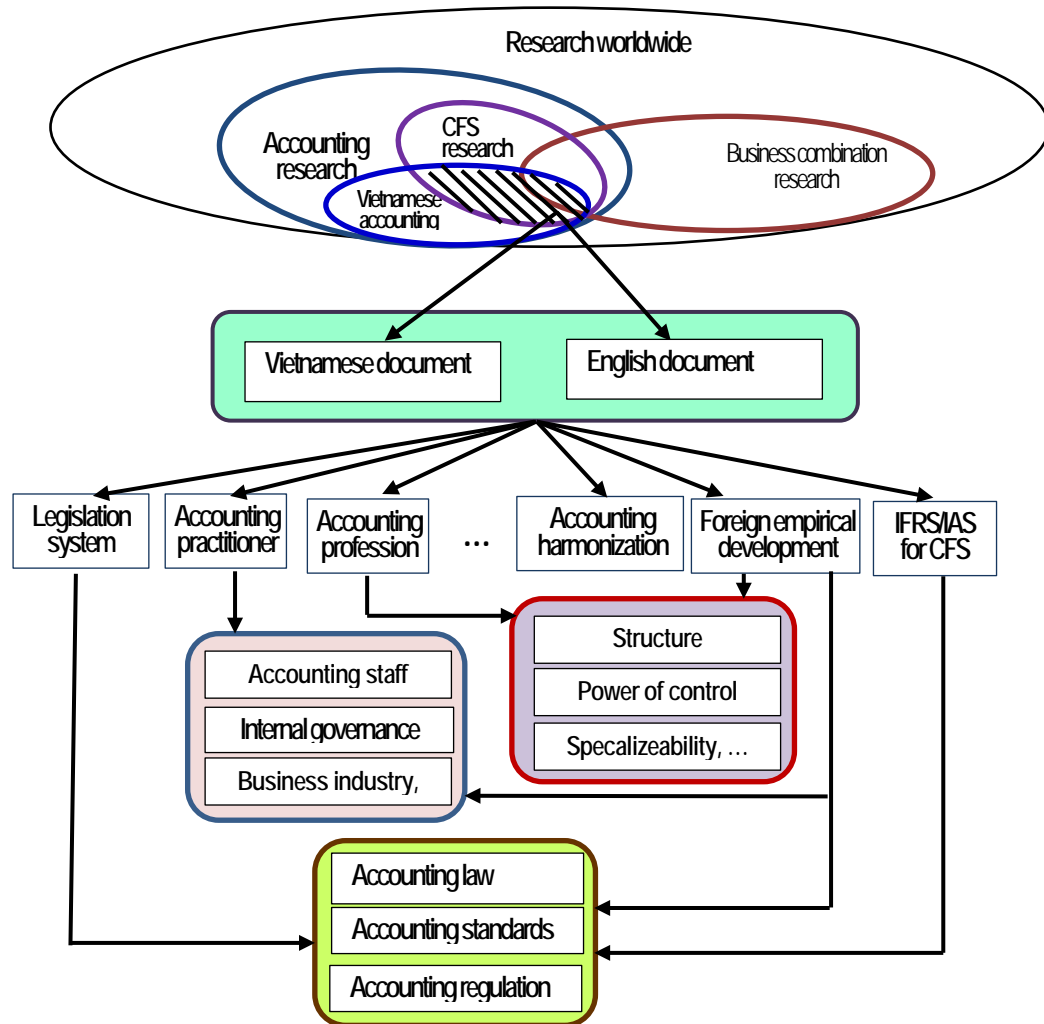 Research worldwide
CFS
research
Accounting
research
Business combination
research
Vietnamese
accounting
Vietnamese document
English document
Legislation
system
Accounting
practitioner
Accounting
profession
...
Accounting
harmonization
Foreign empirical
development
IFRS/IAS
for CFS
Structure
Power of control
Specalizeability, ...
Accounting staff
Internal governance
Business industry,
Accounting law
Accounting standards
Accounting regulation